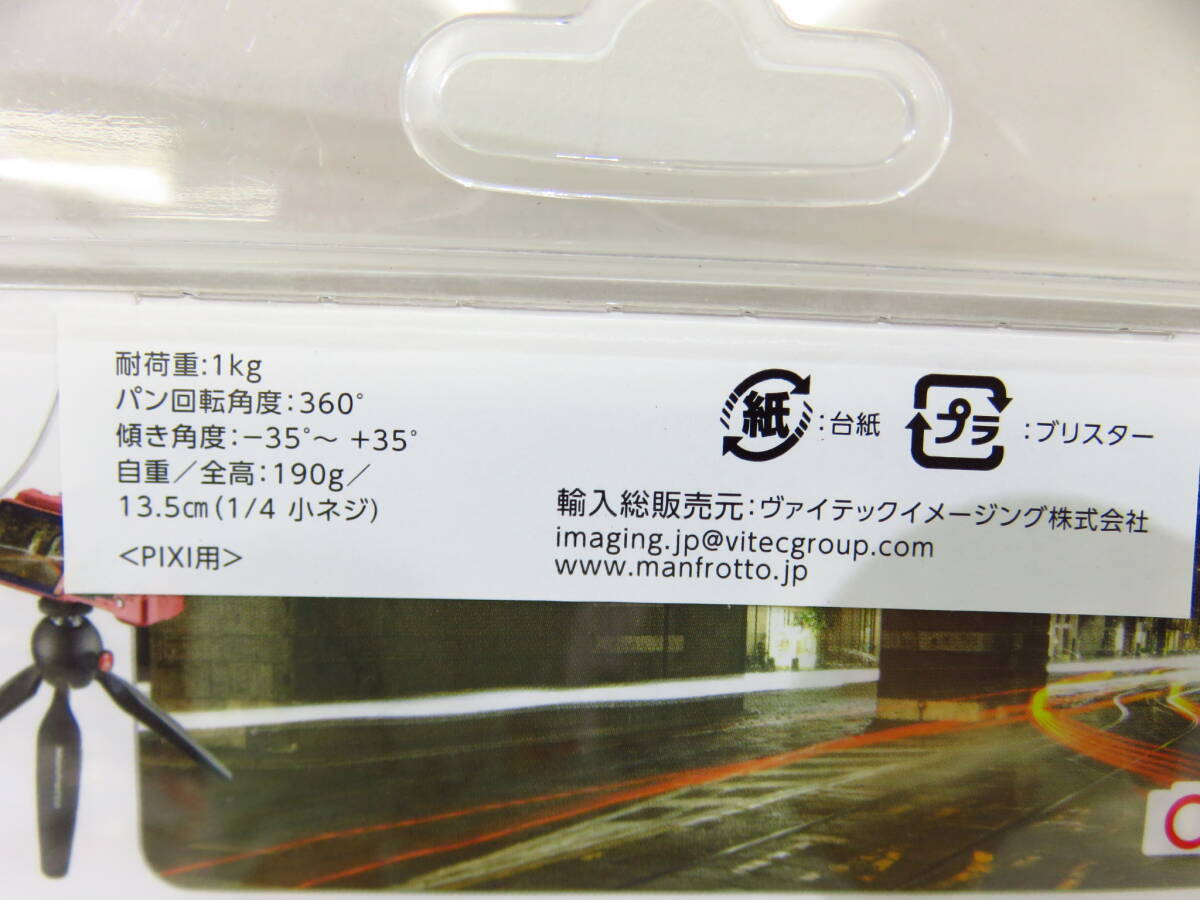 耐荷重:1kg
パン回転角度:360°
傾き角度:−35°〜 +35°
自重／全高:190g／
13.5㎝(1/4 小ネジ)
<PIXI用>
紙:台紙
プラ:ブリスター
輸入総販売元:ヴァイテックイメージング株式会社
imaging.jp@vitecgroup.com
www.manfrotto.jp